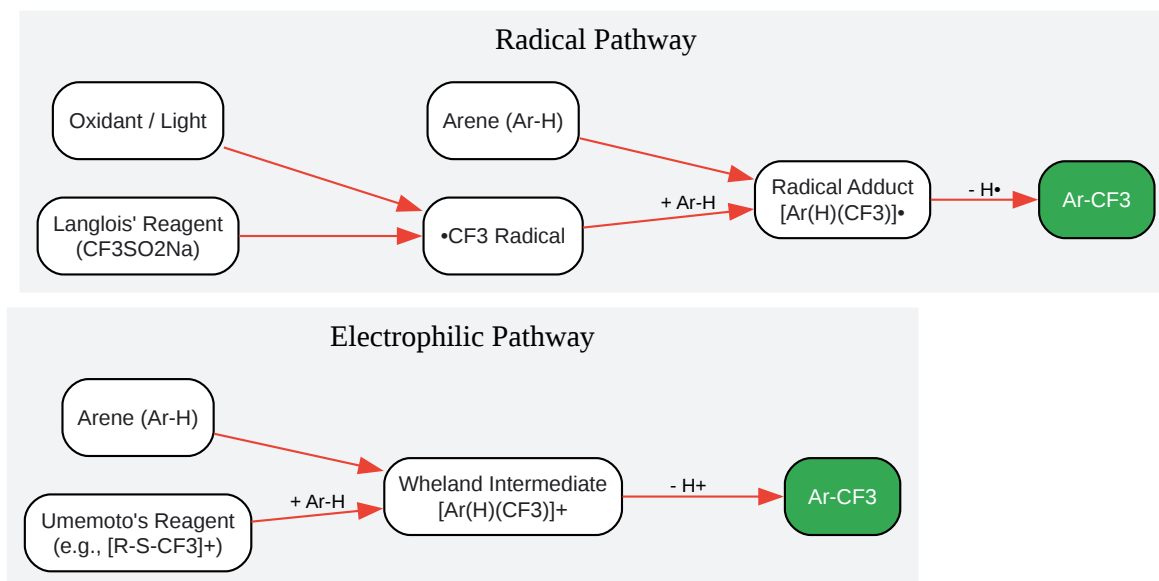 Radical Pathway
Oxidant / Light
Arene (Ar-H)
Langlois' Reagent
(CF3SO2Na)
•CF3 Radical
+ Ar-H
Radical Adduct
[Ar(H)(CF3)]•
- H•
Ar-CF3
Electrophilic Pathway
Arene (Ar-H)
Umemoto's Reagent
(e.g., [R-S-CF3]+)
+ Ar-H
Wheland Intermediate
[Ar(H)(CF3)]+
- H+
Ar-CF3